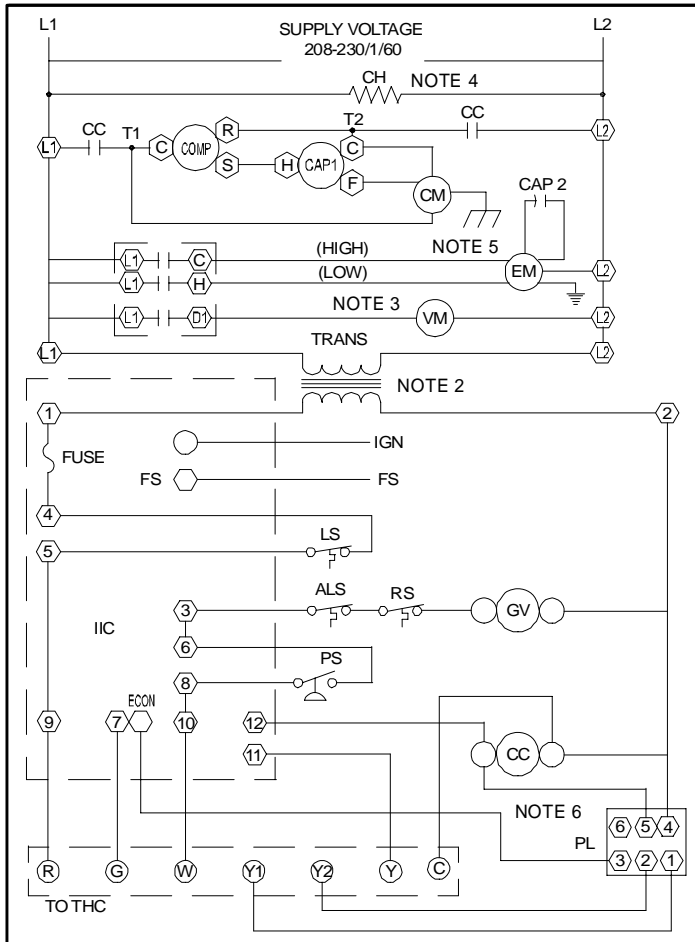 L1 SUPPLY VOLTAGE L2
208-230/1/60
CH NOTE 4
CC T1 R T2 CC
L1 C COMP C L2
S H CAP1
F CM CAP 2
(HIGH) NOTE 5
L1 C
(LOW) EM L2
L1 H
NOTE 3
L1 D1 VM L2
TRANS
L1 L2
NOTE 2
1 2
IGN
FUSE
FS FS
4
LS
5
ALS RS
3 GV
IIC
6
PS
8
ECON
9 7 10 12 CC
11
NOTE 6
6 5 4
PL
3 2 1
R G W Y1 Y2 Y C
TO THC